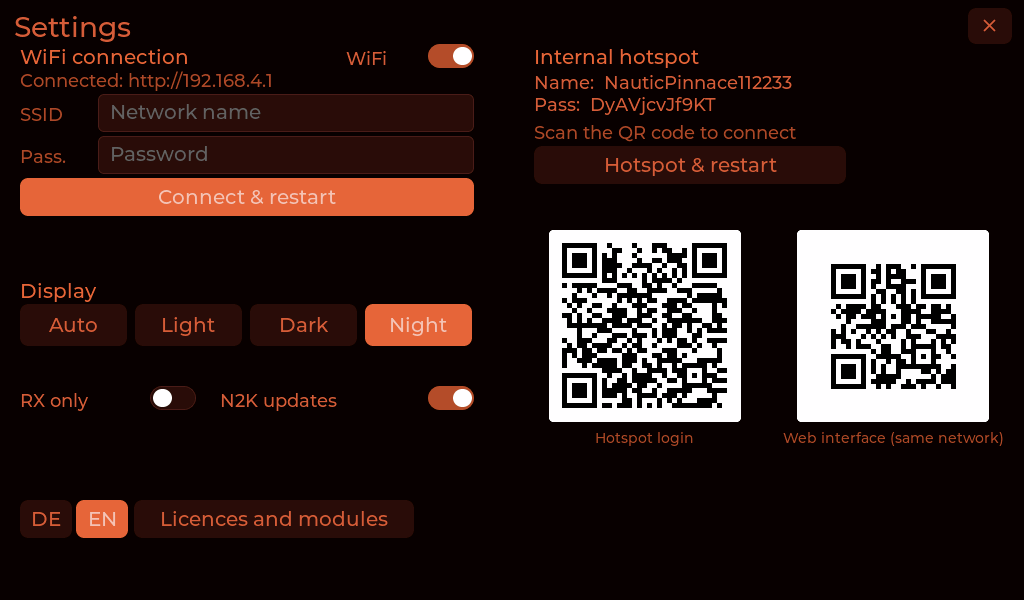 Settings
×
WiFi connection
WiFi
Connected: http://192.168.4.1
SSID
Network name
Pass.
Password
Connect & restart
Internal hotspot
Name: NauticPinnace112233
Pass: DyAVjcvJf9KT
Scan the QR code to connect
Hotspot & restart
Hotspot login
Web interface (same network)
Display
Auto Light Dark Night
RX only
N2K updates
DE EN Licences and modules